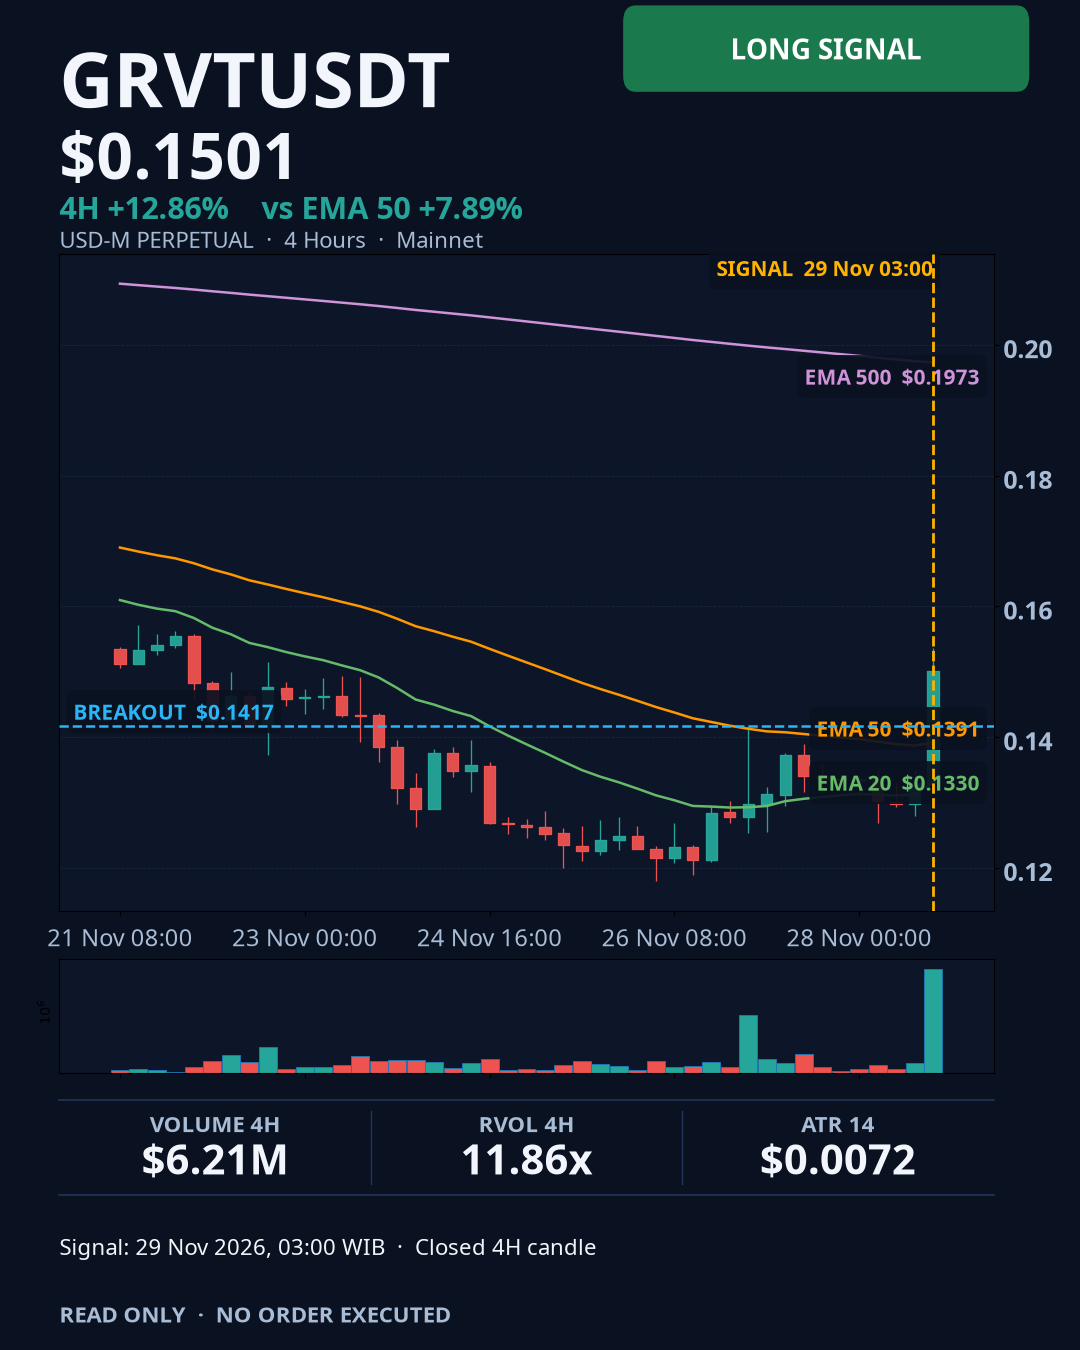 LONG SIGNAL
GRVTUSDT
$0.1501
4H +12.86% vs EMA 50 +7.89%
USD-M PERPETUAL · 4 Hours · Mainnet
SIGNAL 29 Nov 03:00
0.20
EMA 500 $0.1973
0.18
0.16
BREAKOUT $0.1417
EMA 50 $0.1391
0.14
EMA 20 $0.1330
0.12
21 Nov 08:00 23 Nov 00:00 24 Nov 16:00 26 Nov 08:00 28 Nov 00:00
10⁶
VOLUME 4H RVOL 4H ATR 14
$6.21M 11.86x $0.0072
Signal: 29 Nov 2026, 03:00 WIB · Closed 4H candle
READ ONLY · NO ORDER EXECUTED